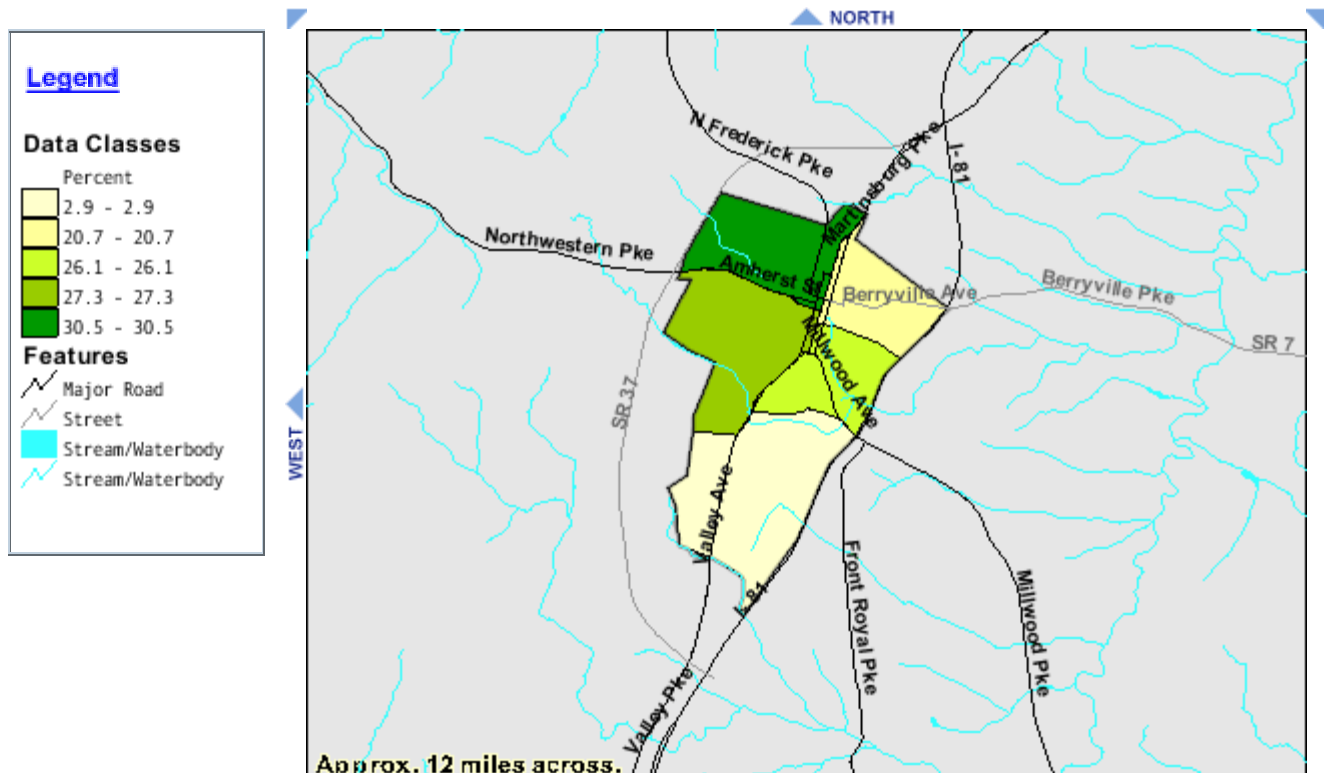 NORTH
Legend
Data Classes
Percent
2.9 - 2.9
20.7 - 20.7
26.1 - 26.1
27.3 - 27.3
30.5 - 30.5
Features
Major Road
Street
Stream/Waterbody
Stream/Waterbody
WEST
N Frederick Pke
Martinsburg Pke
I-81
Northwestern Pke
Amherst St
Berryville Ave
Berryville Pke
SR 7
Millwood Ave
SR 37
Valley Ave
I-81
Front Royal Pke
Millwood Pke
Valley Pke
Approx. 12 miles across.